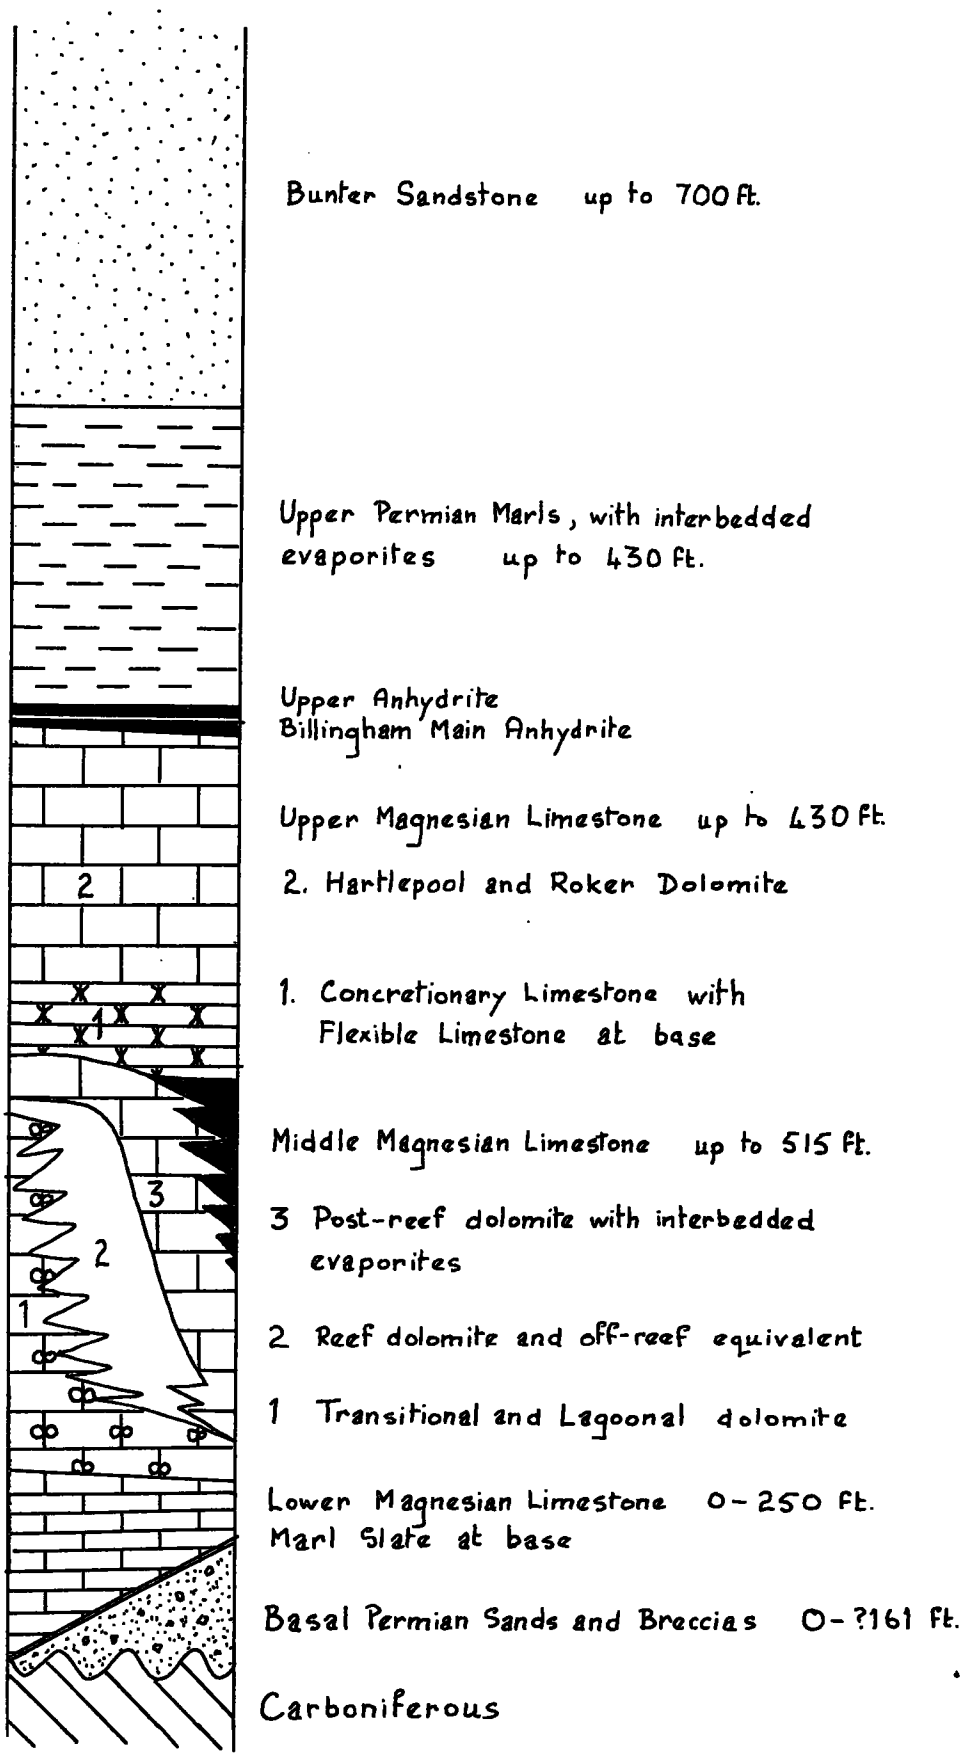 Bunter Sandstone up to 700 ft.
Upper Permian Marls, with interbedded
evaporites up to 430 ft.
Upper Anhydrite
Billingham Main Anhydrite
Upper Magnesian Limestone up to 430 ft.
2
2. Hartlepool and Roker Dolomite
1. Concretionary Limestone with
1
Flexible Limestone at base
Middle Magnesian Limestone up to 515 ft.
3
3 Post-reef dolomite with interbedded
evaporites
2
1
2 Reef dolomite and off-reef equivalent
1 Transitional and Lagoonal dolomite
Lower Magnesian Limestone 0-250 ft.
Marl Slate at base
Basal Permian Sands and Breccias 0-?161 ft.
Carboniferous